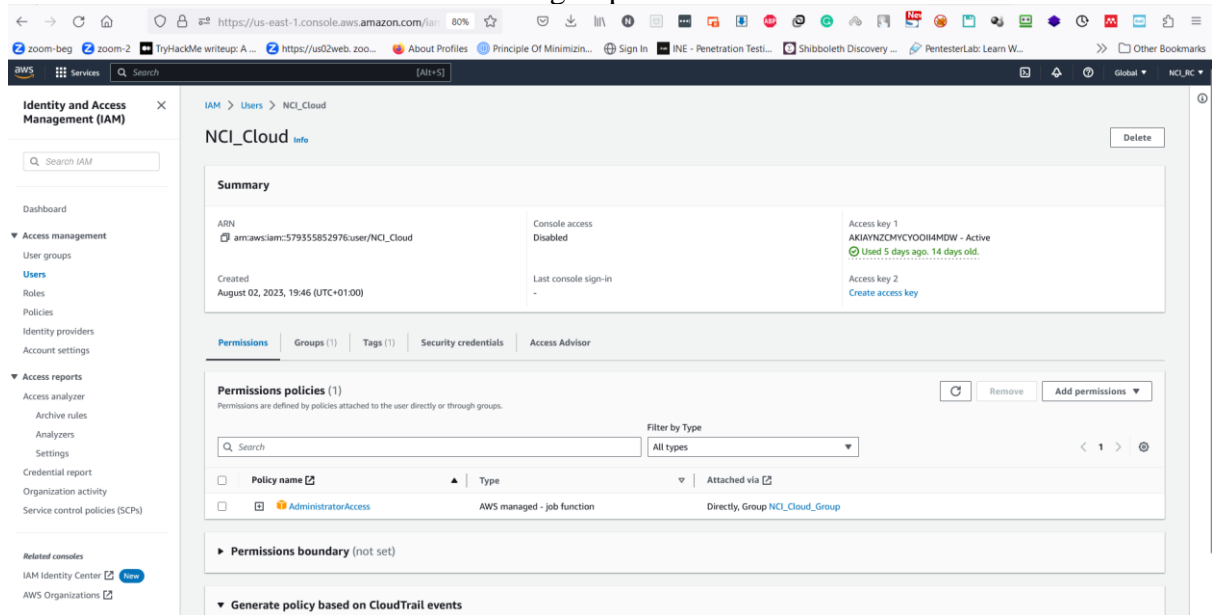 https://us-east-1.console.aws.amazon.com/iam 80%
zoom-beg zoom-2 TryHackMe writeup: A ... https://us02web. zoo... About Profiles Principle Of Minimizin... Sign In INE - Penetration Testi... Shibboleth Discovery ... PentesterLab: Learn W... Other Bookmarks
aws Services Search [Alt+S] Global NCI_RC
Identity and Access Management (IAM)
Search IAM
Dashboard
Access management
User groups
Users
Roles
Policies
Identity providers
Account settings
Access reports
Access analyzer
Archive rules
Analyzers
Settings
Credential report
Organization activity
Service control policies (SCPs)
Related consoles
IAM Identity Center New
AWS Organizations
IAM > Users > NCI_Cloud
NCI_Cloud Info
Delete
Summary
ARN
arn:aws:iam::579355852976:user/NCI_Cloud
Console access
Disabled
Access key 1
AKIAYNZCMYCYOOII4MDW - Active
Used 5 days ago. 14 days old.
Created
August 02, 2023, 19:46 (UTC+01:00)
Last console sign-in
-
Access key 2
Create access key
Permissions Groups (1) Tags (1) Security credentials Access Advisor
Permissions policies (1)
Permissions are defined by policies attached to the user directly or through groups.
Remove Add permissions
Filter by Type
Search All types 1
Policy name Type Attached via
AdministratorAccess AWS managed - job function Directly, Group NCI_Cloud_Group
Permissions boundary (not set)
Generate policy based on CloudTrail events